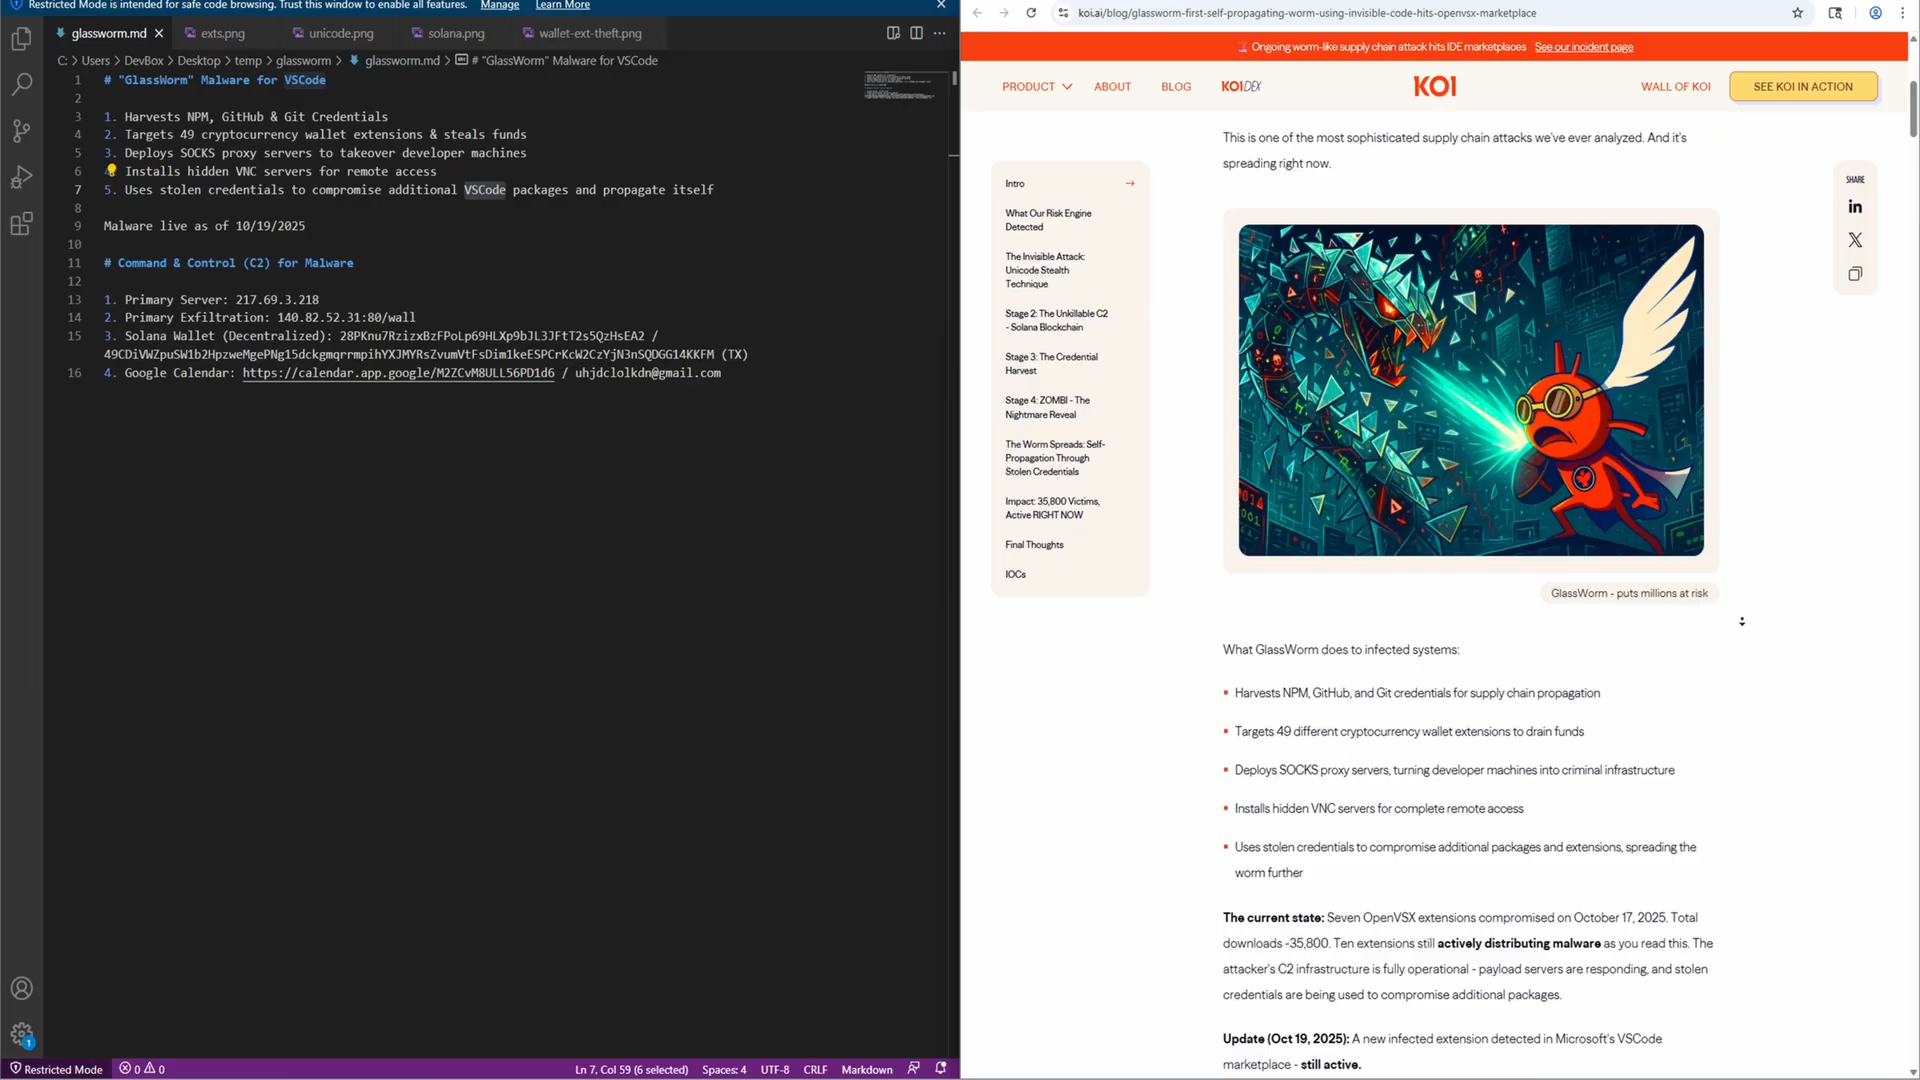 Restricted Mode is intended for safe code browsing. Trust this window to enable all features. Manage Learn More
glassworm.md exts.png unicode.png solana.png wallet-ext-theft.png
C: > Users > DevBox > Desktop > temp > glassworm > glassworm.md > # "GlassWorm" Malware for VSCode
1 # "GlassWorm" Malware for VSCode
2
3 1. Harvests NPM, GitHub & Git Credentials
4 2. Targets 49 cryptocurrency wallet extensions & steals funds
5 3. Deploys SOCKS proxy servers to takeover developer machines
6 Installs hidden VNC servers for remote access
7 5. Uses stolen credentials to compromise additional VSCode packages and propagate itself
8
9 Malware live as of 10/19/2025
10
11 # Command & Control (C2) for Malware
12
13 1. Primary Server: 217.69.3.218
14 2. Primary Exfiltration: 140.82.52.31:80/wall
15 3. Solana Wallet (Decentralized): 28PKnu7RzizxBzFPoLp69HLXp9bJL3JFtT2s5QzHsEA2 /
49CDiVWZpuSW1b2HpzweMgePNg15dckgmqrrmpihYXJMYRsZvumVtFsDim1keESPCrKcW2CzYjN3nSQDGG14KKFM (TX)
16 4. Google Calendar: https://calendar.app.google/M2ZCvM8ULL56PD1d6 / uhjdclolkdn@gmail.com
1
Restricted Mode 0 0 Ln 7, Col 59 (6 selected) Spaces: 4 UTF-8 CRLF Markdown
koi.ai/blog/glassworm-first-self-propagating-worm-using-invisible-code-hits-openvsx-marketplace
Ongoing worm-like supply chain attack hits IDE marketplaces See our incident page
PRODUCT ABOUT BLOG KOIDEX KOI WALL OF KOI SEE KOI IN ACTION
This is one of the most sophisticated supply chain attacks we've ever analyzed. And it's
spreading right now.
Intro →
What Our Risk Engine
Detected
The Invisible Attack:
Unicode Stealth
Technique
Stage 2: The Unkillable C2
- Solana Blockchain
Stage 3: The Credential
Harvest
Stage 4: ZOMBI - The
Nightmare Reveal
The Worm Spreads: Self-
Propagation Through
Stolen Credentials
Impact: 35,800 Victims,
Active RIGHT NOW
Final Thoughts
IOCs
SHARE
GlassWorm - puts millions at risk
What GlassWorm does to infected systems:
Harvests NPM, GitHub, and Git credentials for supply chain propagation
Targets 49 different cryptocurrency wallet extensions to drain funds
Deploys SOCKS proxy servers, turning developer machines into criminal infrastructure
Installs hidden VNC servers for complete remote access
Uses stolen credentials to compromise additional packages and extensions, spreading the
worm further
The current state: Seven OpenVSX extensions compromised on October 17, 2025. Total
downloads -35,800. Ten extensions still actively distributing malware as you read this. The
attacker's C2 infrastructure is fully operational - payload servers are responding, and stolen
credentials are being used to compromise additional packages.
Update (Oct 19, 2025): A new infected extension detected in Microsoft's VSCode
marketplace - still active.